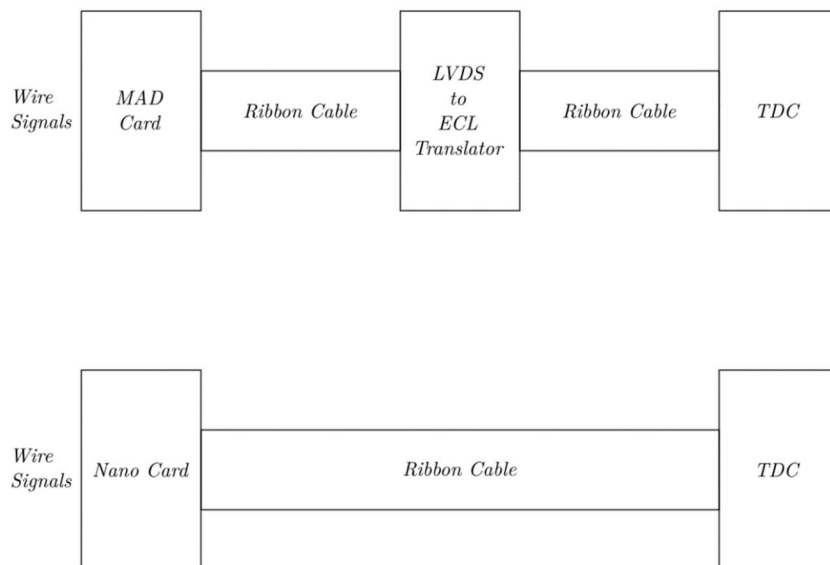 Wire
Signals
MAD
Card
Ribbon Cable
LVDS
to
ECL
Translator
Ribbon Cable
TDC
Wire
Signals
Nano Card
Ribbon Cable
TDC